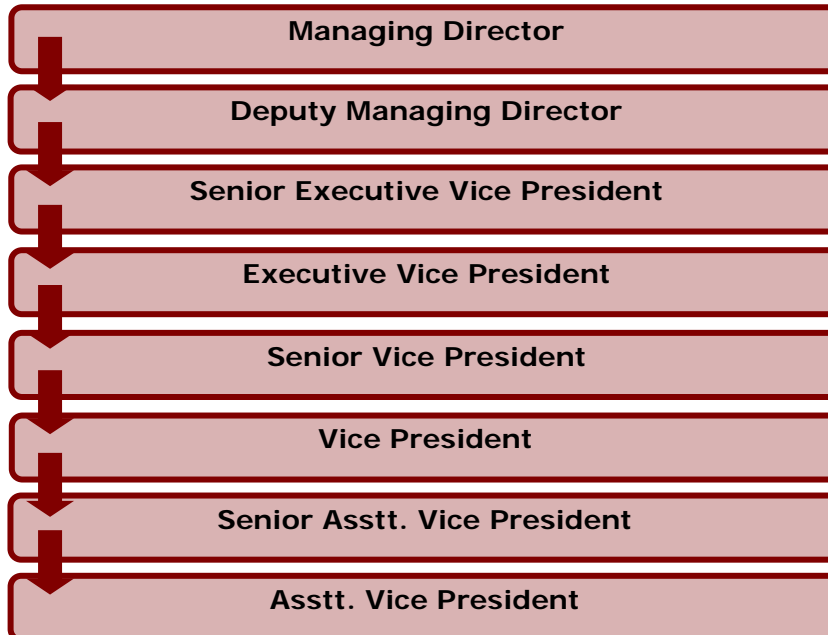 Managing Director
Deputy Managing Director
Senior Executive Vice President
Executive Vice President
Senior Vice President
Vice President
Senior Asstt. Vice President
Asstt. Vice President